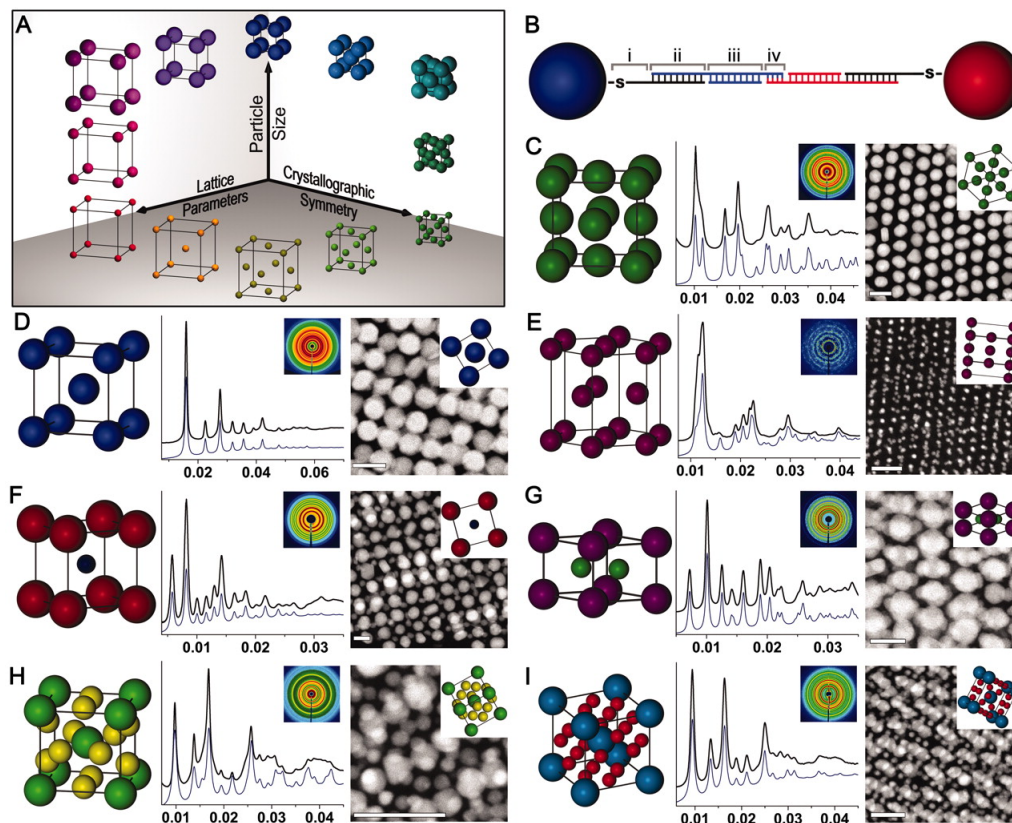 A
Particle
Size
Lattice
Parameters
Crystallographic
Symmetry
B
i ii iii iv
S S
C
0.01 0.02 0.03 0.04
D
0.02 0.04 0.06
E
0.01 0.02 0.03 0.04
F
0.01 0.02 0.03
G
0.01 0.02 0.03
H
0.01 0.02 0.03 0.04
I
0.01 0.02 0.03 0.04